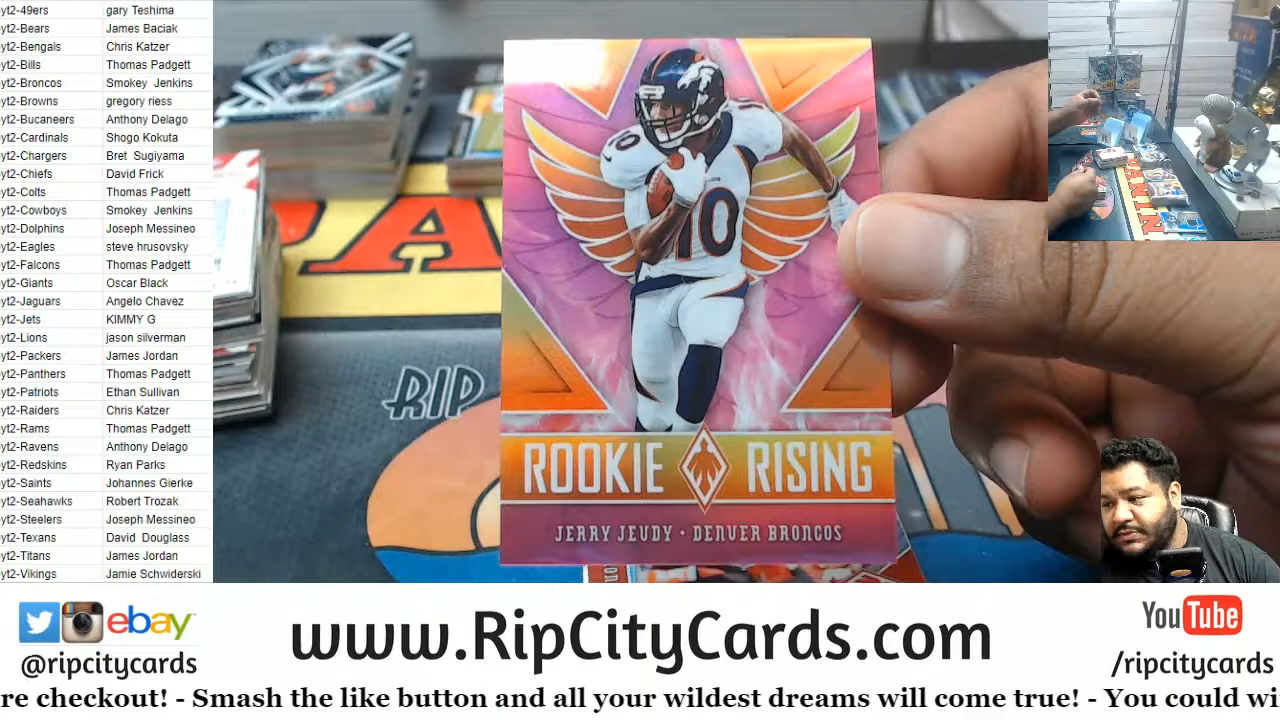 yt2-49ers gary Teshima
yt2-Bears James Baciak
yt2-Bengals Chris Katzer
yt2-Bills Thomas Padgett
yt2-Broncos Smokey Jenkins
yt2-Browns gregory riess
yt2-Bucaneers Anthony Delago
yt2-Cardinals Shogo Kokuta
yt2-Chargers Bret Sugiyama
yt2-Chiefs David Frick
yt2-Colts Thomas Padgett
yt2-Cowboys Smokey Jenkins
yt2-Dolphins Joseph Messineo
yt2-Eagles steve hrusovsky
yt2-Falcons Thomas Padgett
yt2-Giants Oscar Black
yt2-Jaguars Angelo Chavez
yt2-Jets KIMMY G
yt2-Lions jason silverman
yt2-Packers James Jordan
yt2-Panthers Thomas Padgett
yt2-Patriots Ethan Sullivan
yt2-Raiders Chris Katzer
yt2-Rams Thomas Padgett
yt2-Ravens Anthony Delago
yt2-Redskins Ryan Parks
yt2-Saints Johannes Gierke
yt2-Seahawks Robert Trozak
yt2-Steelers Joseph Messineo
yt2-Texans David Douglass
yt2-Titans James Jordan
yt2-Vikings Jamie Schwiderski
10
10
ROOKIE RISING
JERRY JEUDY • DENVER BRONCOS
RIP
PANINI
ebay
@ripcitycards
www.RipCityCards.com
YouTube
/ripcitycards
re checkout! - Smash the like button and all your wildest dreams will come true! - You could wi